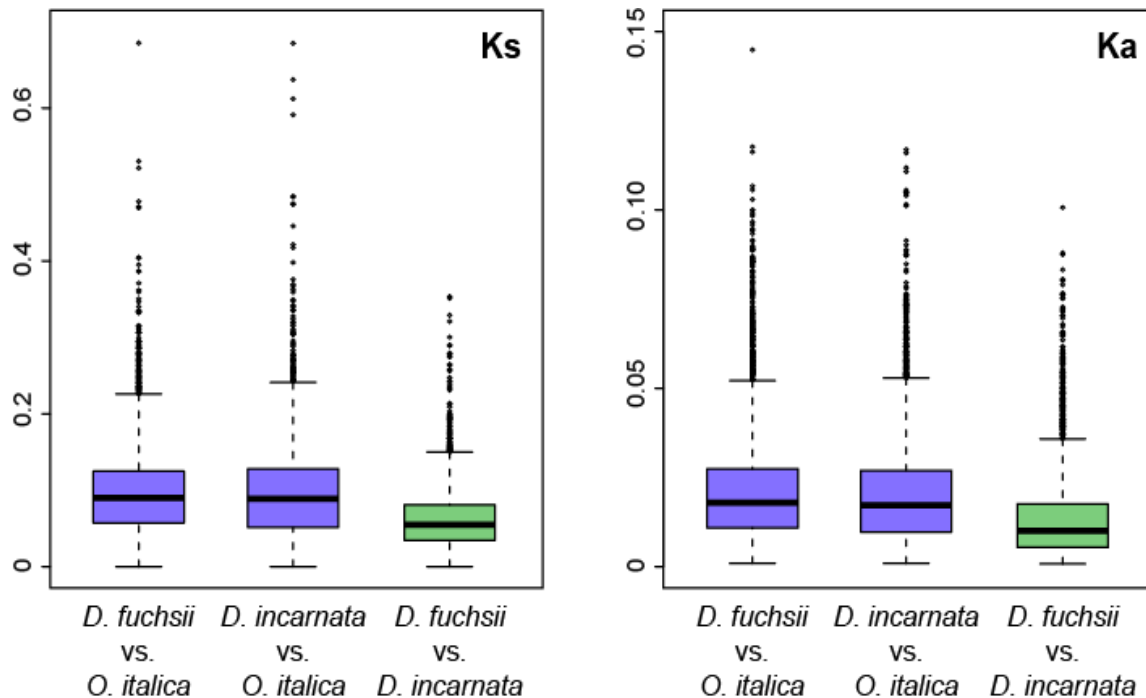 Ks
0.6
0.4
0.2
0
D. fuchsii
vs.
O. italica
D. incarnata
vs.
O. italica
D. fuchsii
vs.
D. incarnata
Ka
0.15
0.10
0.05
0
D. fuchsii
vs.
O. italica
D. incarnata
vs.
O. italica
D. fuchsii
vs.
D. incarnata